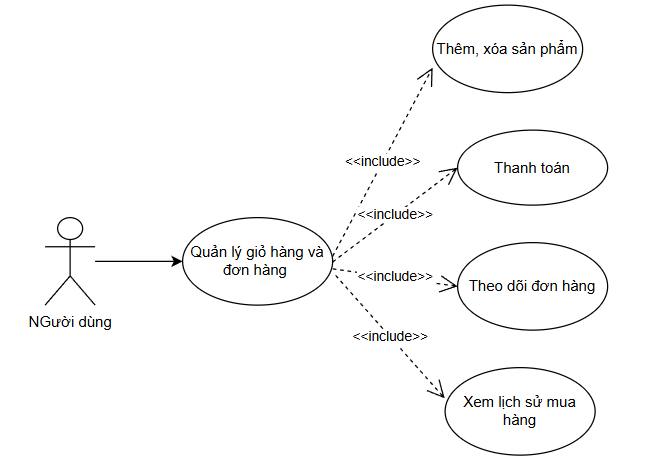 Thêm, xóa sản phẩm
<<include>>
Thanh toán
<<include>>
Quản lý giỏ hàng và
đơn hàng
<<include>>
Theo dõi đơn hàng
NGười dùng
<<include>>
Xem lịch sử mua
hàng